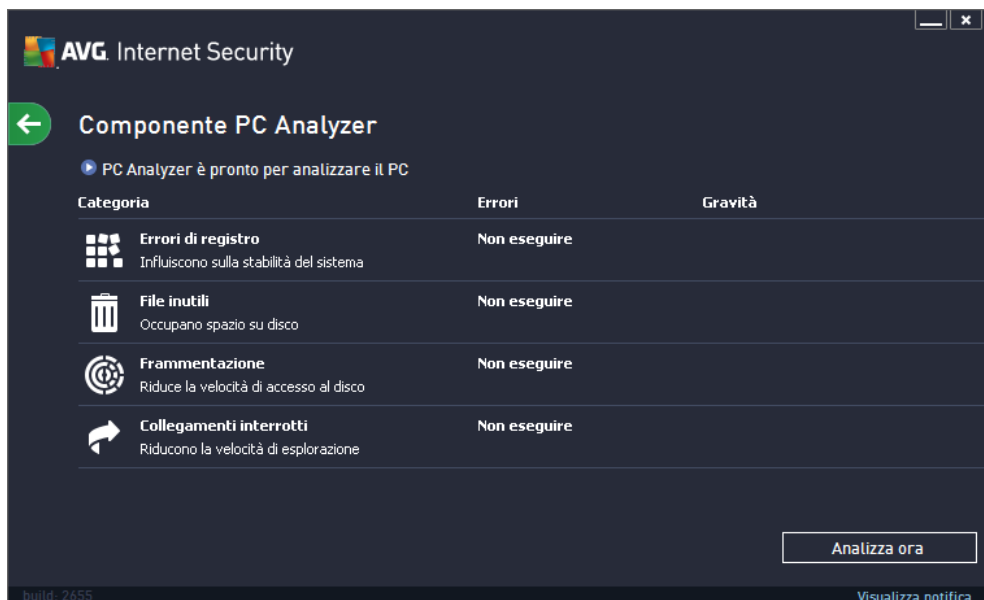 AVG. Internet Security
Componente PC Analyzer
PC Analyzer è pronto per analizzare il PC
Categoria Errori Gravità
Errori di registro Non eseguire
Influiscono sulla stabilità del sistema
File inutili Non eseguire
Occupano spazio su disco
Frammentazione Non eseguire
Riduce la velocità di accesso al disco
Collegamenti interrotti Non eseguire
Riducono la velocità di esplorazione
Analizza ora
build: 2655 Visualizza notifica